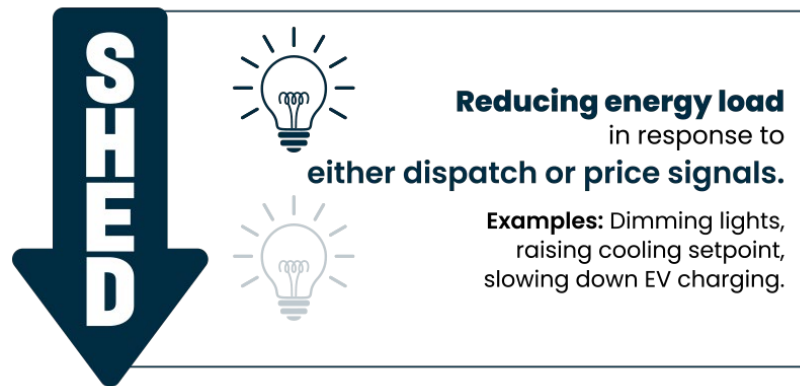 SHED
Reducing energy load
in response to
either dispatch or price signals.
Examples: Dimming lights,
raising cooling setpoint,
slowing down EV charging.